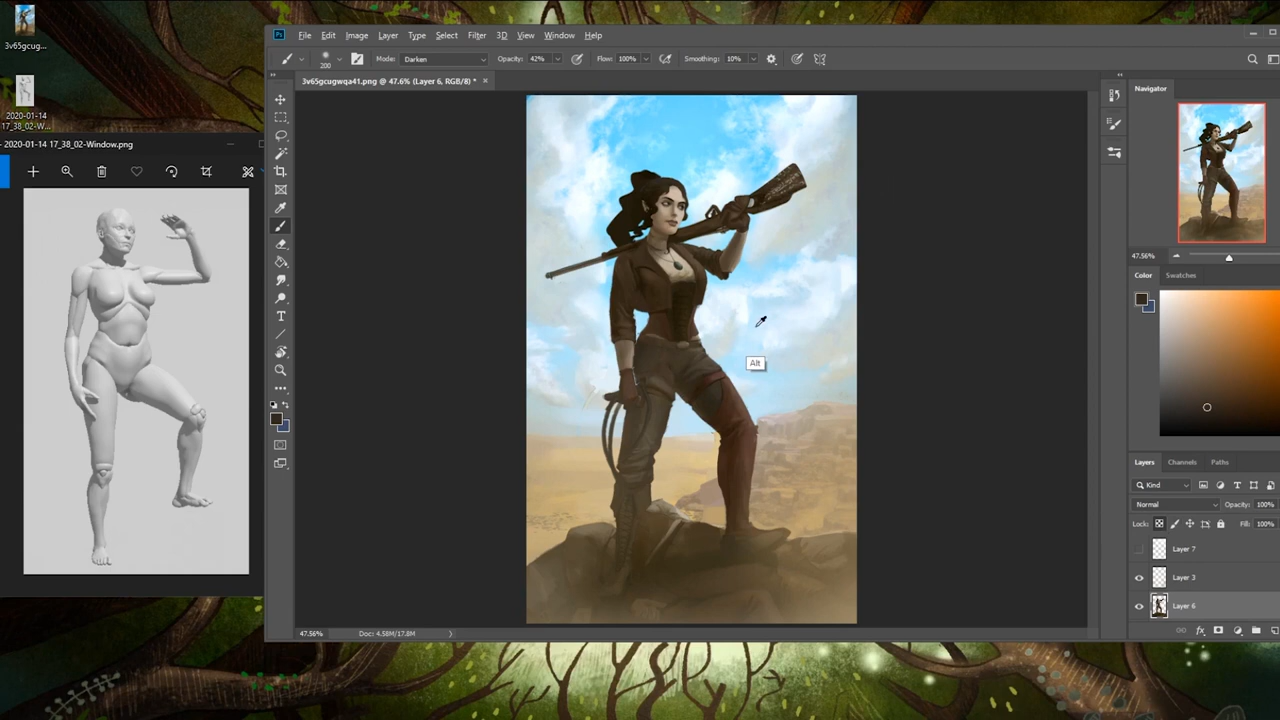 3v65gcug...
2020-01-14
17_38_02-W...
- 2020-01-14 17_38_02-Window.png
Ps File Edit Image Layer Type Select Filter 3D View Window Help
200 Mode: Darken Opacity: 42% Flow: 100% Smoothing: 10%
3v65gcugwqa41.png @ 47.6% (Layer 6, RGB/8) * ×
Navigator
47.56%
Color Swatches
Alt
Layers Channels Paths
Kind
Normal Opacity: 100%
Lock: Fill: 100%
Layer 7
Layer 3
Layer 6
fx
47.56% Doc: 4.58M/17.8M